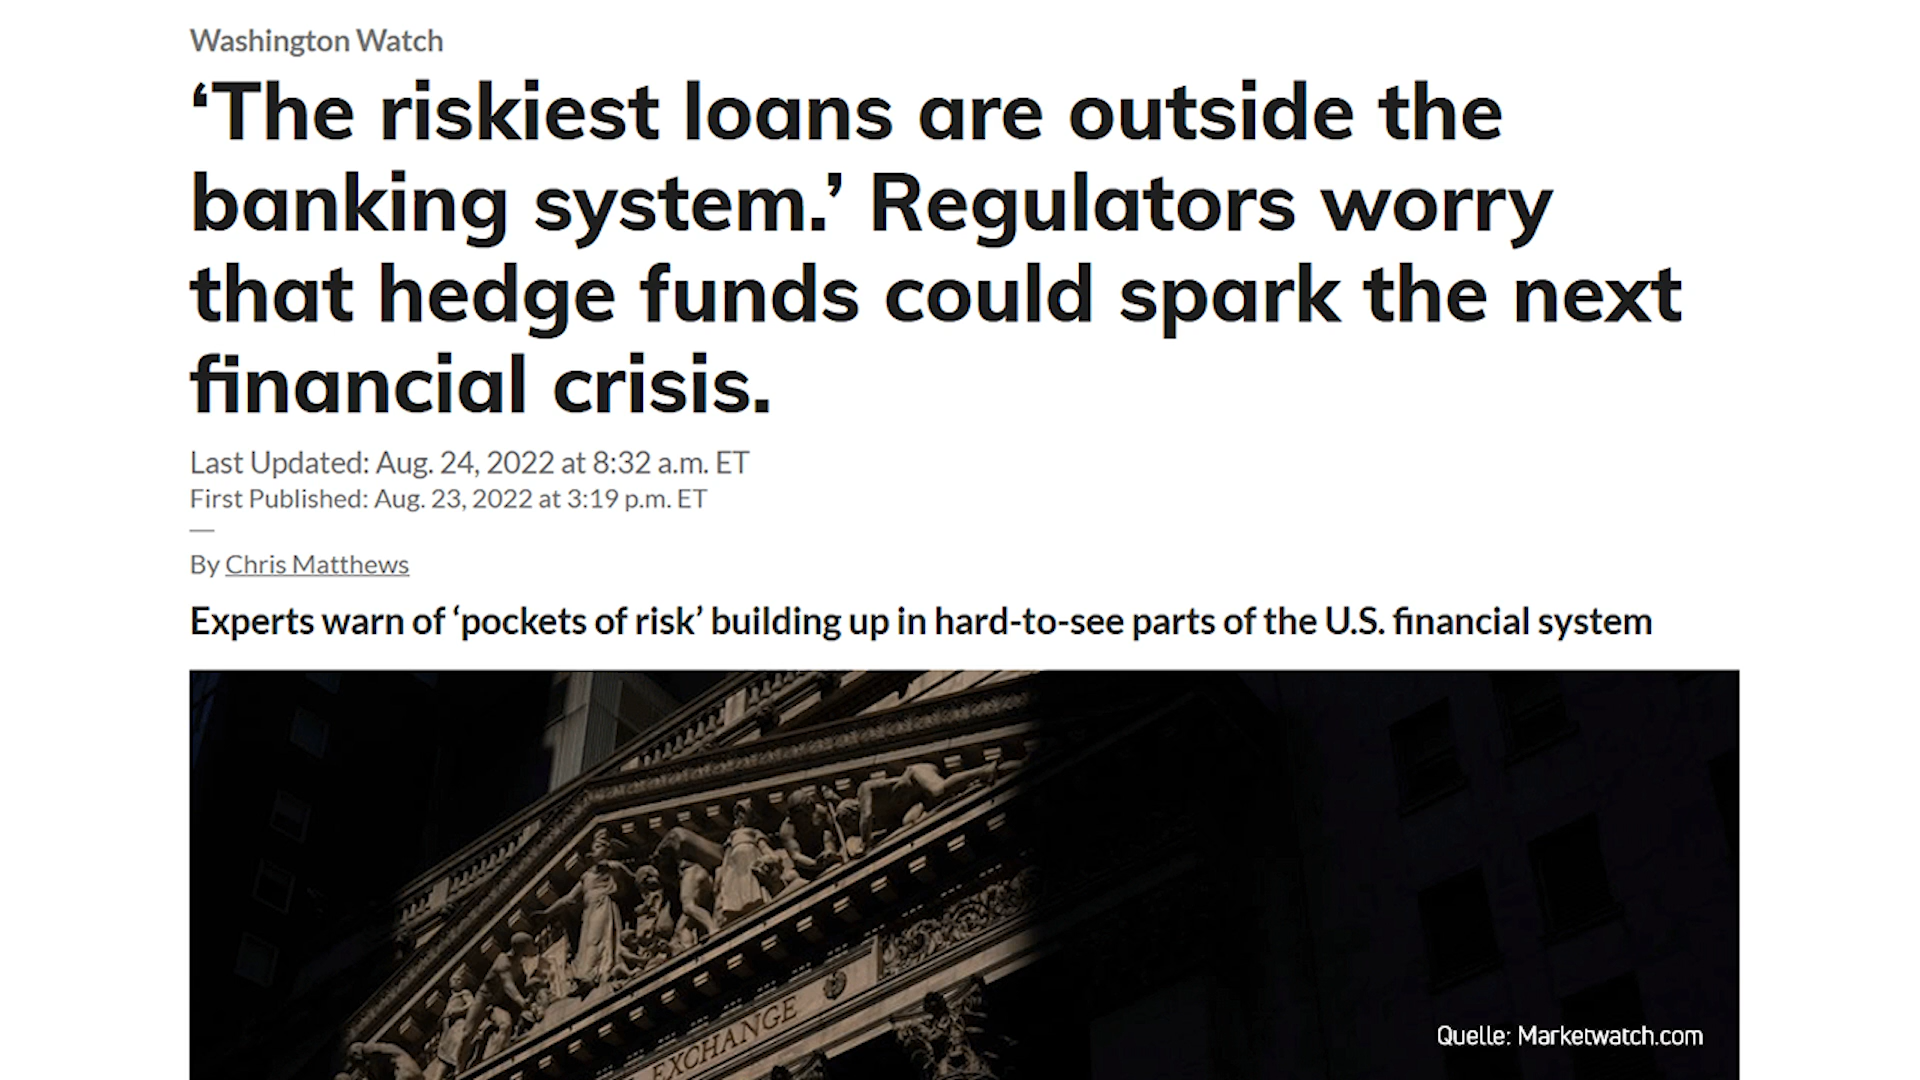 Washington Watch
‘The riskiest loans are outside the
banking system.’ Regulators worry
that hedge funds could spark the next
financial crisis.
Last Updated: Aug. 24, 2022 at 8:32 a.m. ET
First Published: Aug. 23, 2022 at 3:19 p.m. ET
—
By Chris Matthews
Experts warn of ‘pockets of risk’ building up in hard-to-see parts of the U.S. financial system
EXCHANGE
Quelle: Marketwatch.com